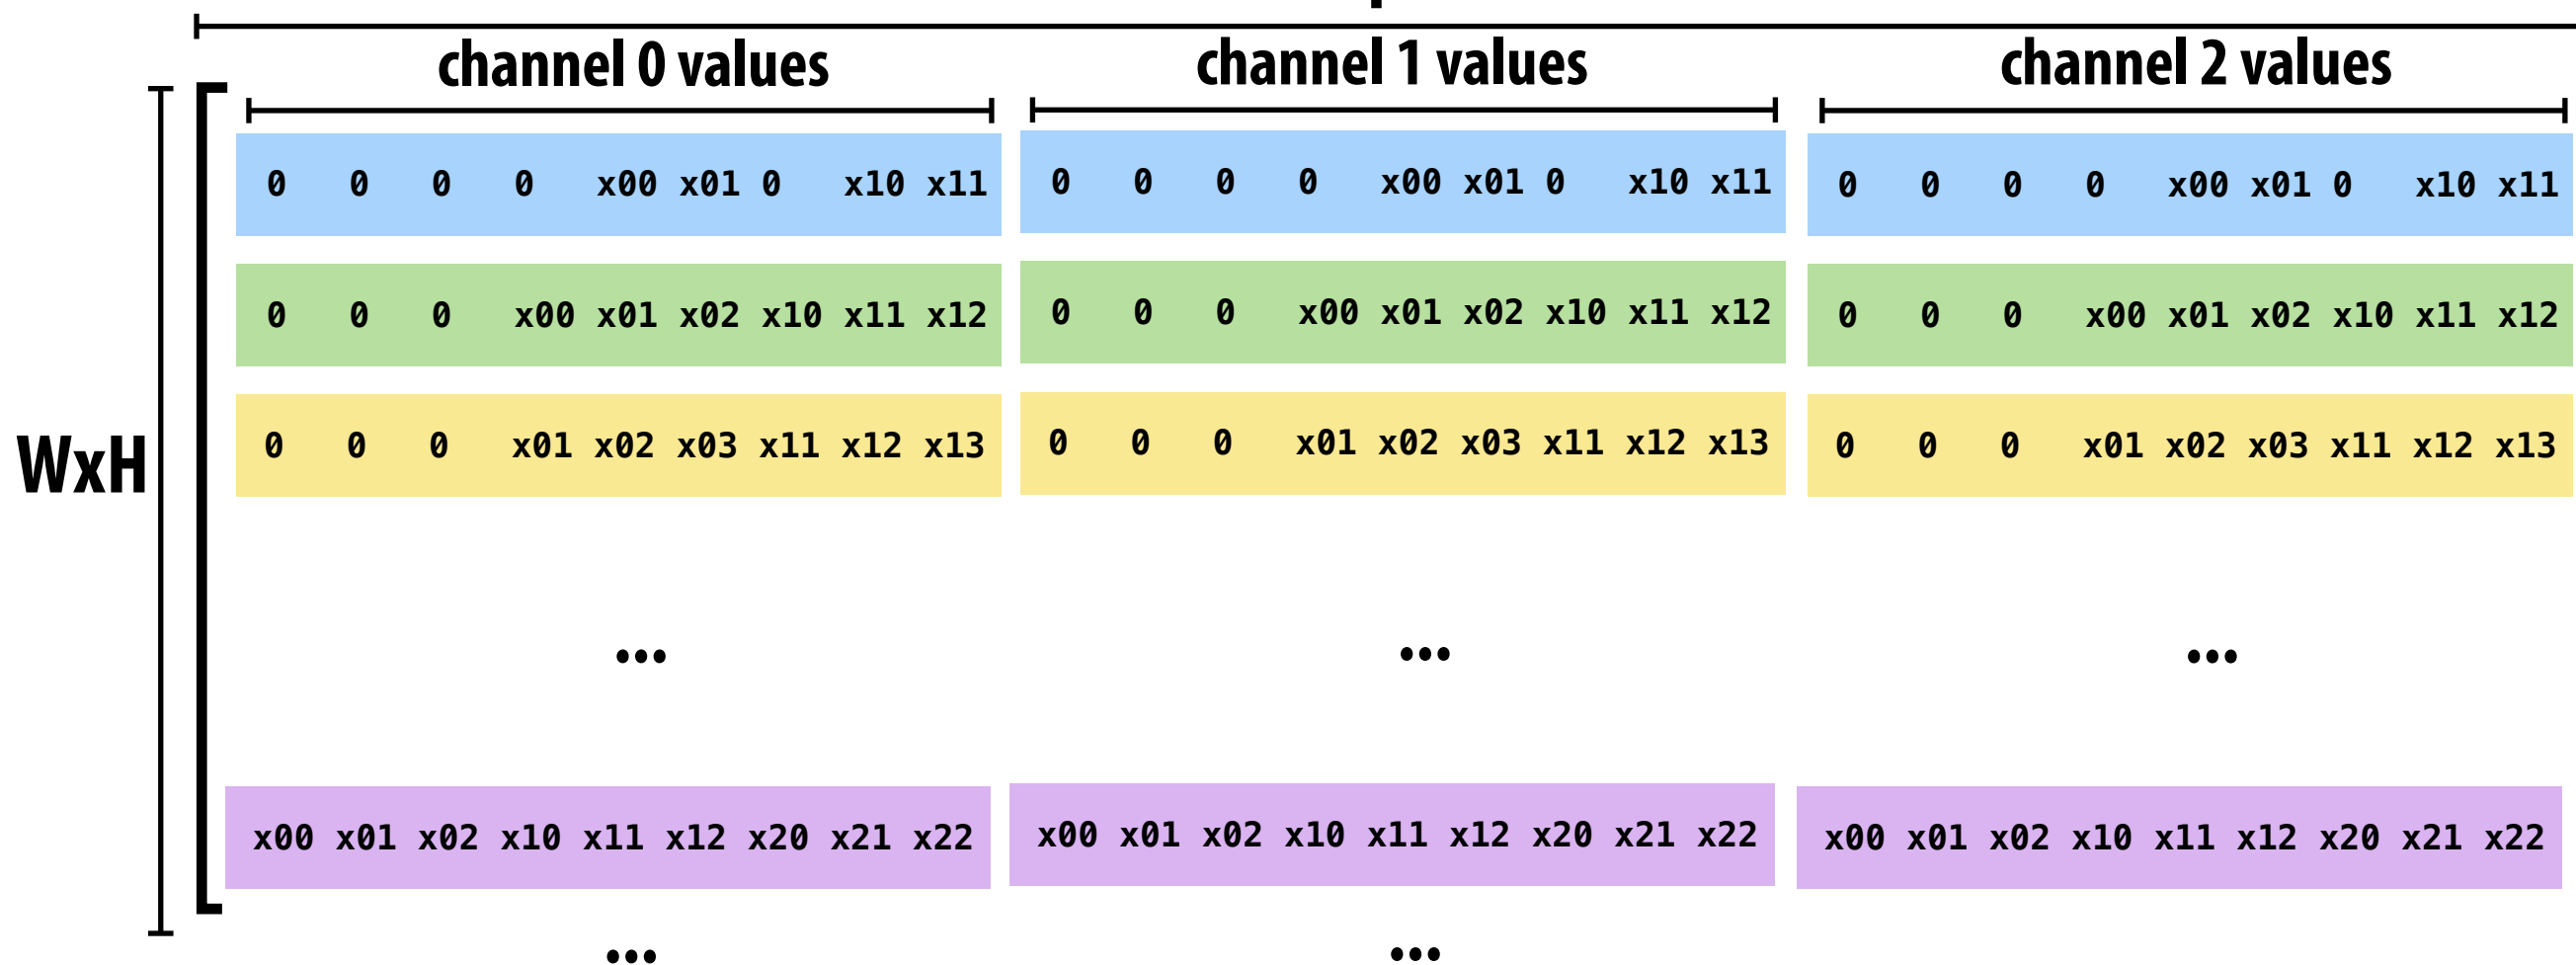 channel 0 values channel 1 values channel 2 values
0 0 0 0 x00 x01 0 x10 x11 0 0 0 0 x00 x01 0 x10 x11 0 0 0 0 x00 x01 0 x10 x11
0 0 0 x00 x01 x02 x10 x11 x12 0 0 0 x00 x01 x02 x10 x11 x12 0 0 0 x00 x01 x02 x10 x11 x12
0 0 0 x01 x02 x03 x11 x12 x13 0 0 0 x01 x02 x03 x11 x12 x13 0 0 0 x01 x02 x03 x11 x12 x13
WxH
... ... ...
x00 x01 x02 x10 x11 x12 x20 x21 x22 x00 x01 x02 x10 x11 x12 x20 x21 x22 x00 x01 x02 x10 x11 x12 x20 x21 x22
... ...